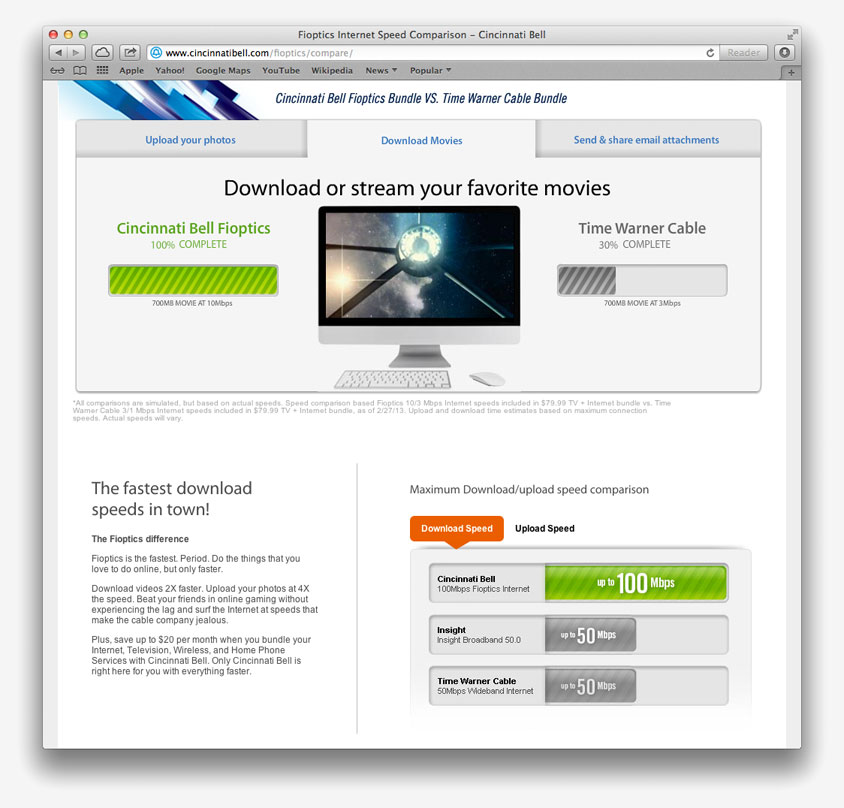 Fioptics Internet Speed Comparison – Cincinnati Bell
www.cincinnatibell.com/fioptics/compare/
Reader
Apple Yahoo! Google Maps YouTube Wikipedia News Popular
Cincinnati Bell Fioptics Bundle VS. Time Warner Cable Bundle
Upload your photos
Download Movies
Send & share email attachments
Download or stream your favorite movies
Cincinnati Bell Fioptics
100% COMPLETE
700MB MOVIE AT 10Mbps
Time Warner Cable
30% COMPLETE
700MB MOVIE AT 3Mbps
*All comparisons are simulated, but based on actual speeds. Speed comparison based Fioptics 10/3 Mbps Internet speeds included in $79.99 TV + Internet bundle vs. Time
Warner Cable 3/1 Mbps Internet speeds included in $79.99 TV + Internet bundle, as of 2/27/13. Upload and download time estimates based on maximum connection
speeds. Actual speeds will vary.
The fastest download
speeds in town!
The Fioptics difference
Fioptics is the fastest. Period. Do the things that you
love to do online, but only faster.
Download videos 2X faster. Upload your photos at 4X
the speed. Beat your friends in online gaming without
experiencing the lag and surf the Internet at speeds that
make the cable company jealous.
Plus, save up to $20 per month when you bundle your
Internet, Television, Wireless, and Home Phone
Services with Cincinnati Bell. Only Cincinnati Bell is
right here for you with everything faster.
Maximum Download/upload speed comparison
Download Speed
Upload Speed
Cincinnati Bell
100Mbps Fioptics Internet
up to 100 Mbps
Insight
Insight Broadband 50.0
up to 50 Mbps
Time Warner Cable
50Mbps Wideband Internet
up to 50 Mbps